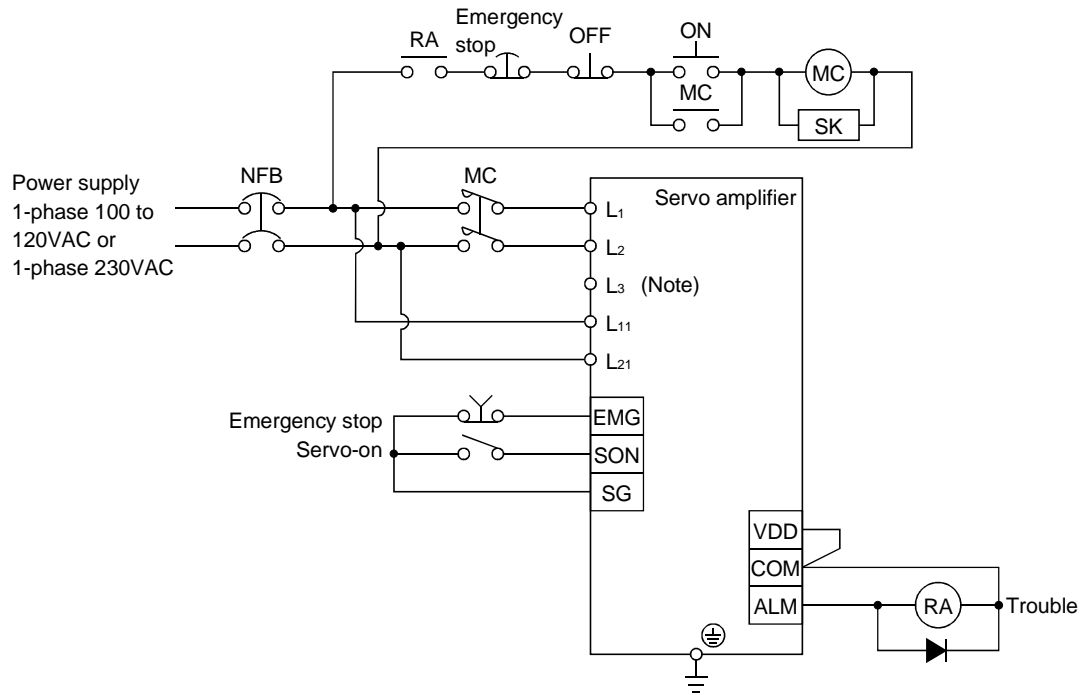 Emergency
stop
RA
OFF
ON
MC
MC
SK
Power supply
1-phase 100 to
120VAC or
1-phase 230VAC
NFB
MC
Servo amplifier
L1
L2
L3 (Note)
L11
L21
Emergency stop
Servo-on
EMG
SON
SG
VDD
COM
ALM
RA
Trouble